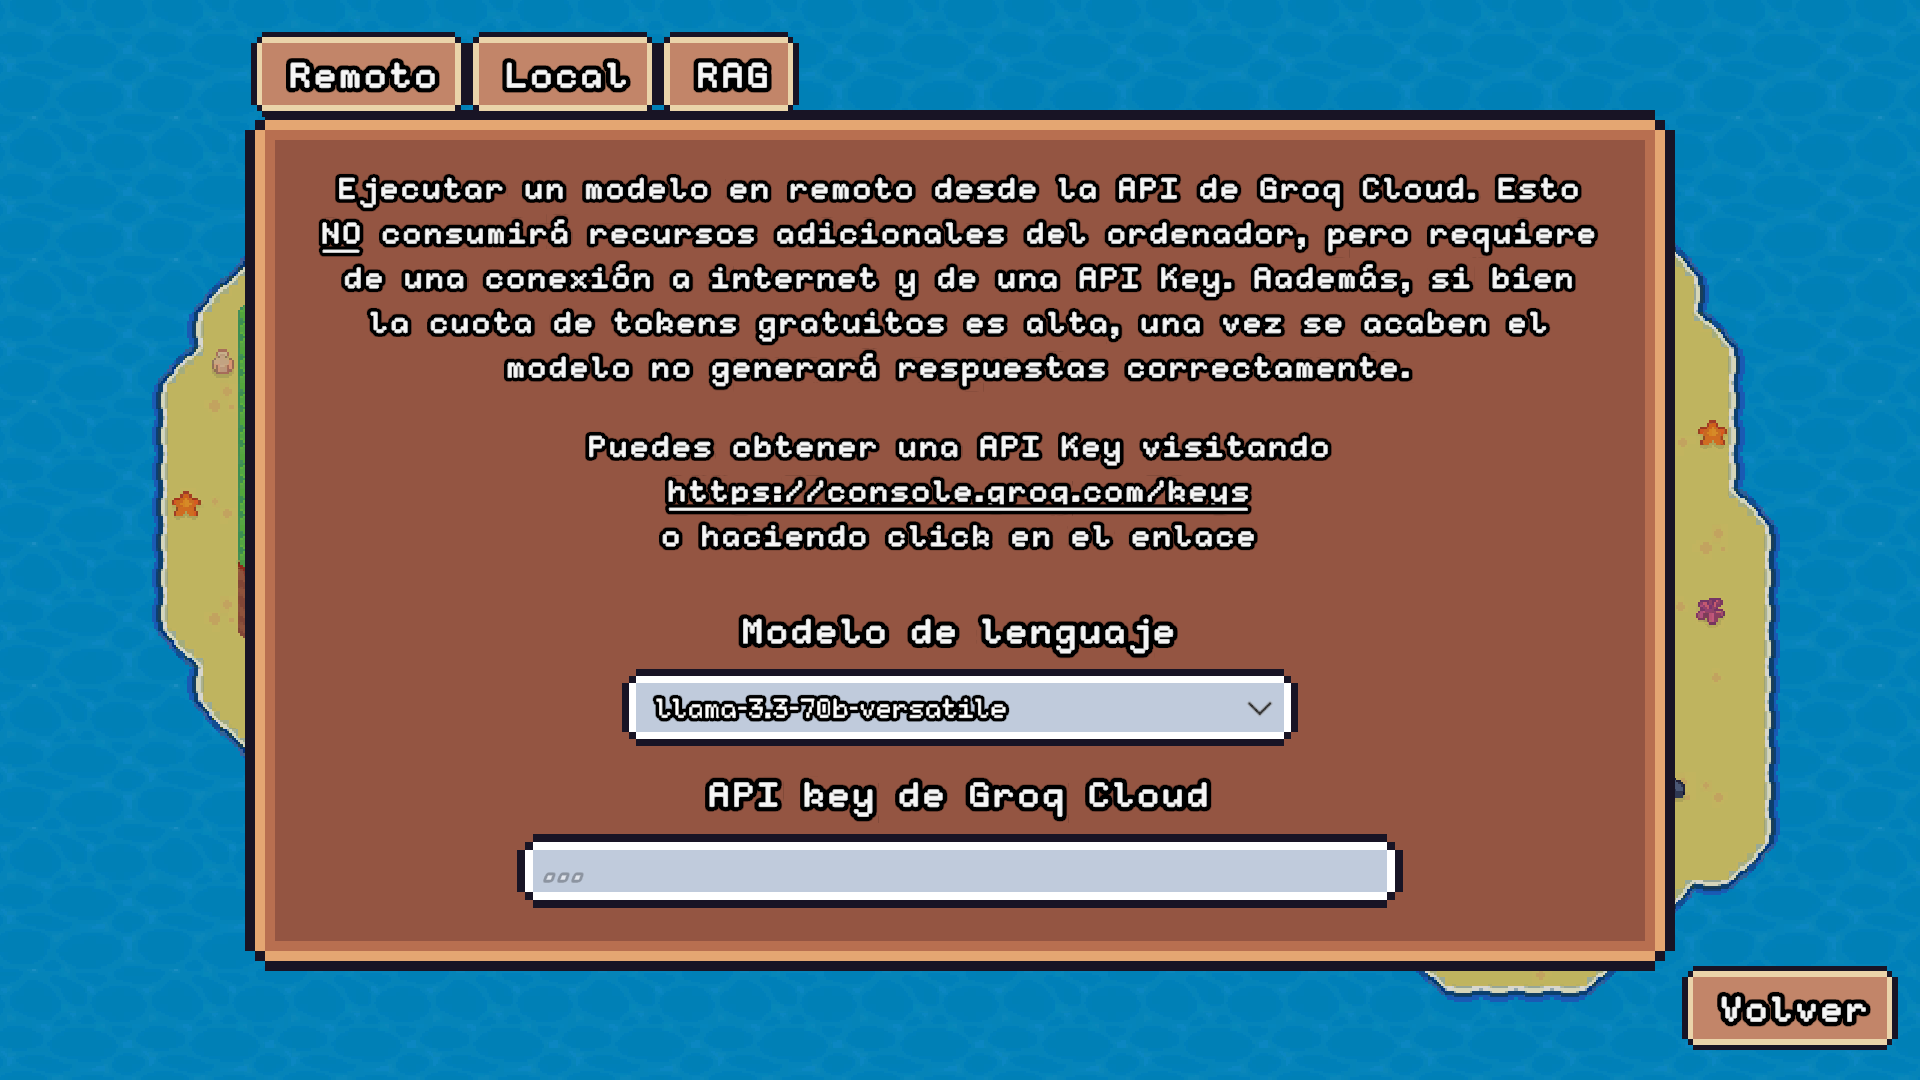 Remoto
Local
RAG
Ejecutar un modelo en remoto desde la API de Groq Cloud. Esto
NO consumirá recursos adicionales del ordenador, pero requiere
de una conexión a internet y de una API Key. Aademás, si bien
la cuota de tokens gratuitos es alta, una vez se acaben el
modelo no generará respuestas correctamente.
Puedes obtener una API Key visitando
https://console.groq.com/keys
o haciendo click en el enlace
Modelo de lenguaje
llama-3.3-70b-versatile
API key de Groq Cloud
...
Volver